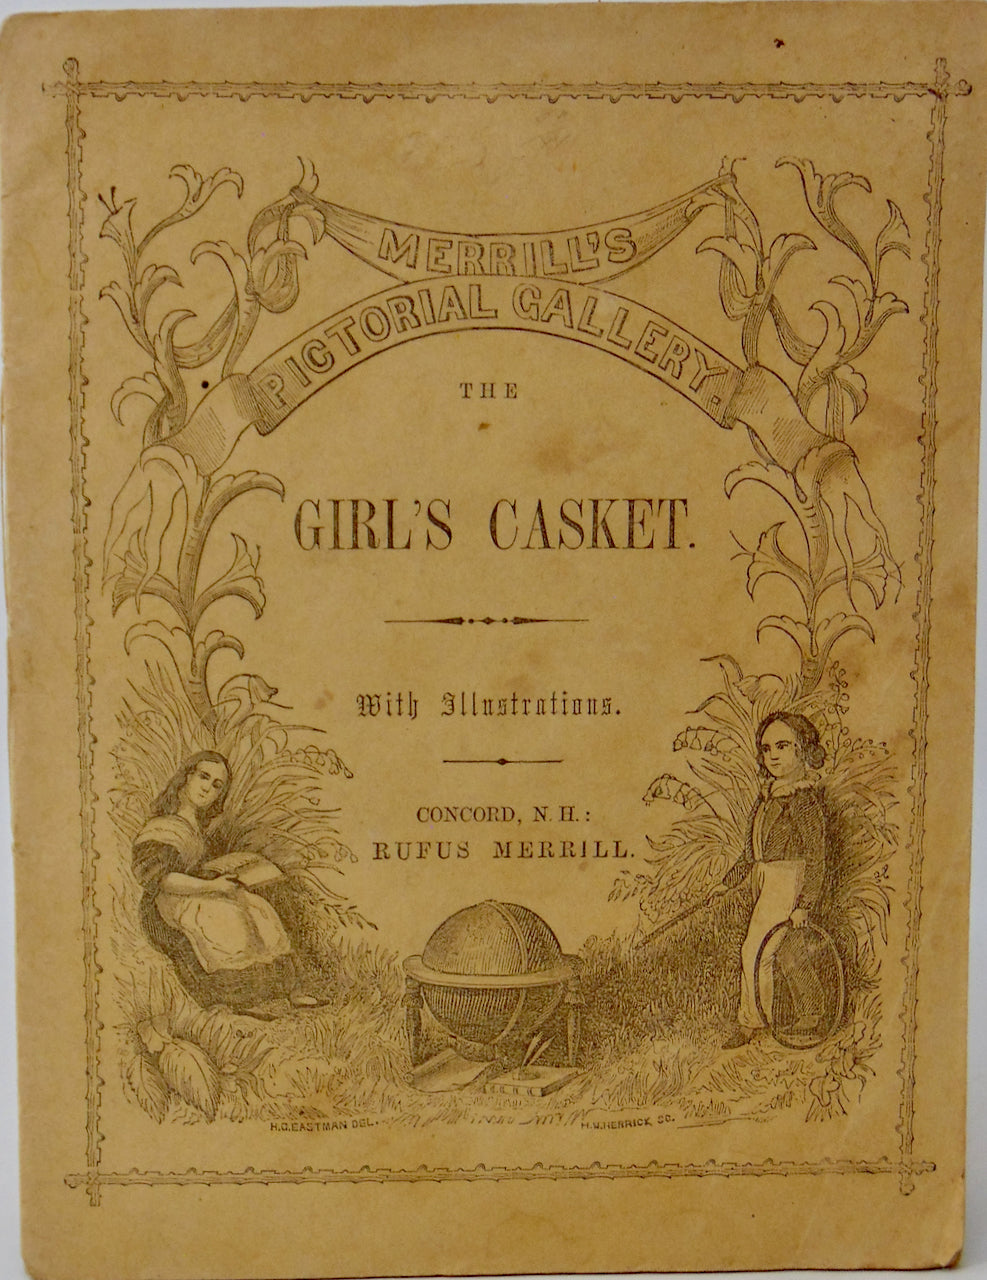 MERRILL'S
PICTORIAL GALLERY.
THE
GIRL'S CASKET.
With Illustrations.
CONCORD, N. H.:
RUFUS MERRILL.
H.C. EASTMAN DEL. H.W. HERRICK SC.